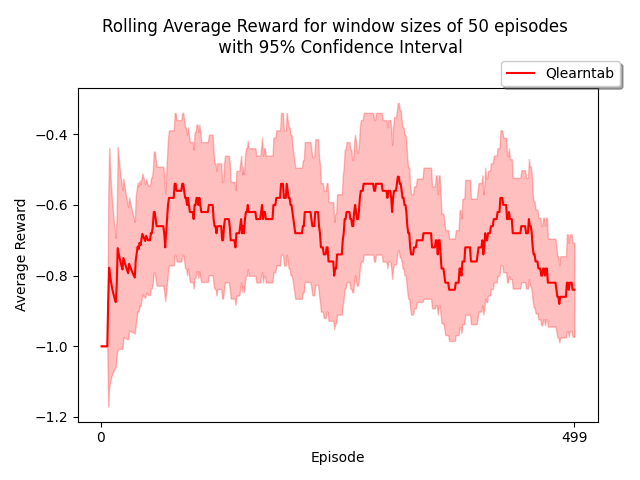 Rolling Average Reward for window sizes of 50 episodes
with 95% Confidence Interval
Qlearntab
−0.4
−0.6
−0.8
−1.0
−1.2
Average Reward
0
499
Episode